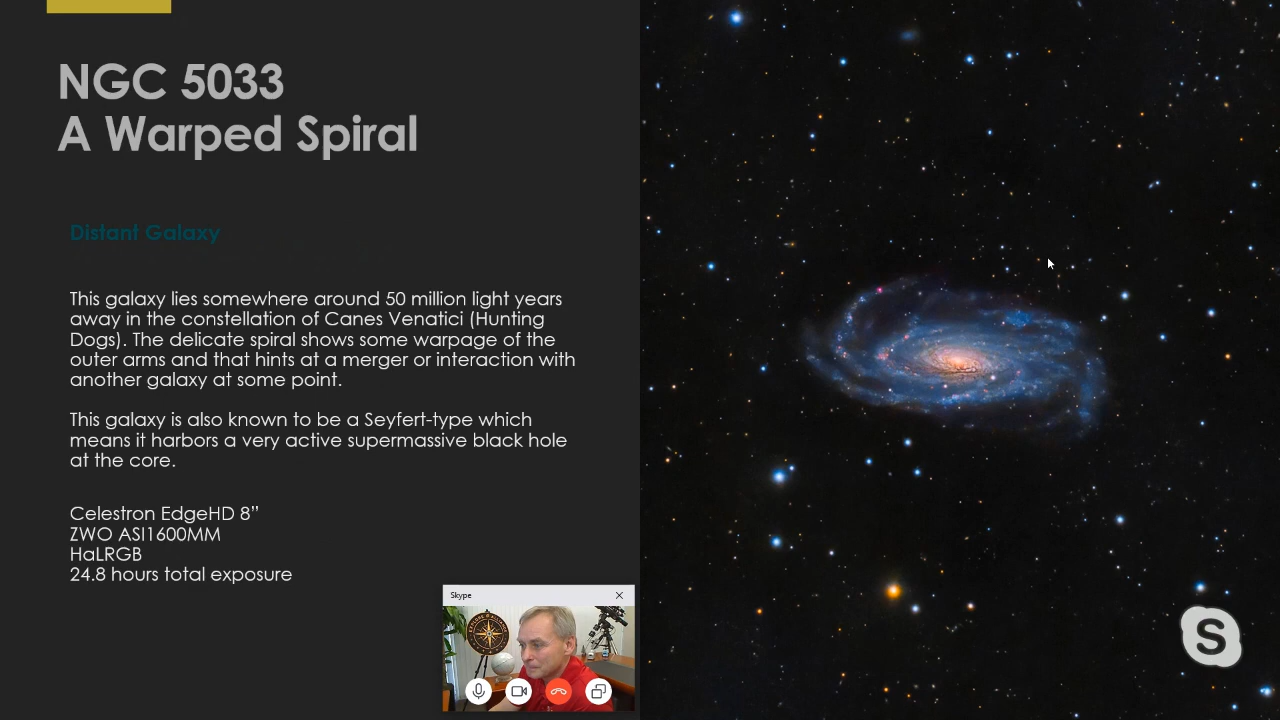 NGC 5033
A Warped Spiral
Distant Galaxy
This galaxy lies somewhere around 50 million light years
away in the constellation of Canes Venatici (Hunting
Dogs). The delicate spiral shows some warpage of the
outer arms and that hints at a merger or interaction with
another galaxy at some point.
This galaxy is also known to be a Seyfert-type which
means it harbors a very active supermassive black hole
at the core.
Celestron EdgeHD 8”
ZWO ASI1600MM
HaLRGB
24.8 hours total exposure
Skype
S